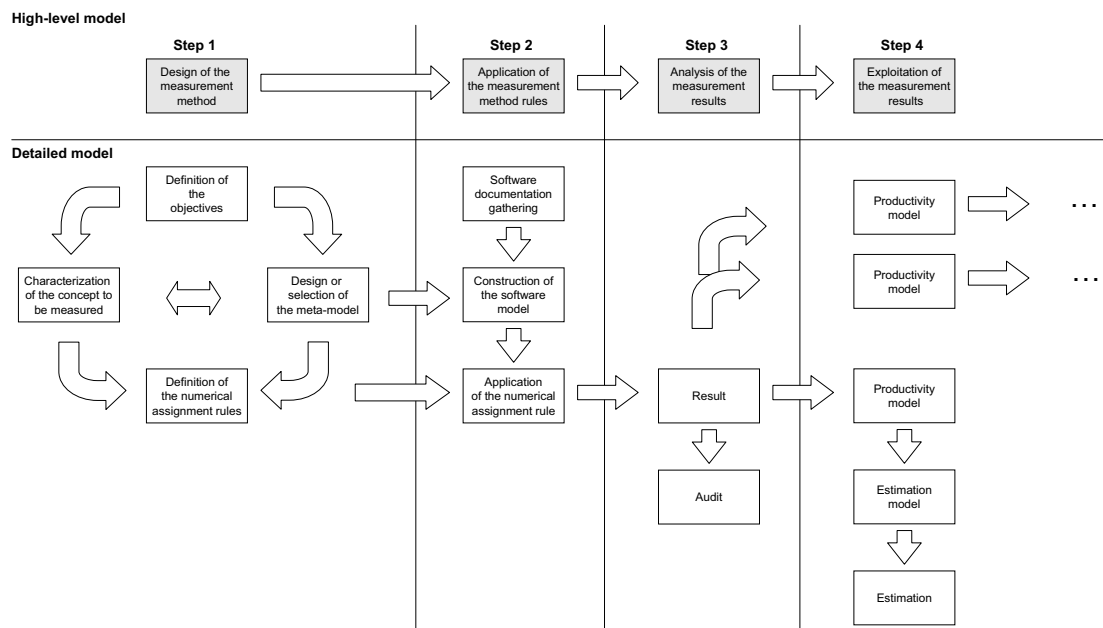 High-level model
Step 1
Step 2
Step 3
Step 4
Design of the
measurement
method
Application of
the measurement
method rules
Analysis of the
measurement
results
Exploitation of
the measurement
results
Detailed model
Definition of
the
objectives
Software
documentation
gathering
Productivity
model
...
Characterization
of the concept to
be measured
Design or
selection of
the meta-model
Construction of
the software
model
Productivity
model
...
Definition of
the numerical
assignment rules
Application
of the numerical
assignment rule
Result
Productivity
model
Audit
Estimation
model
Estimation